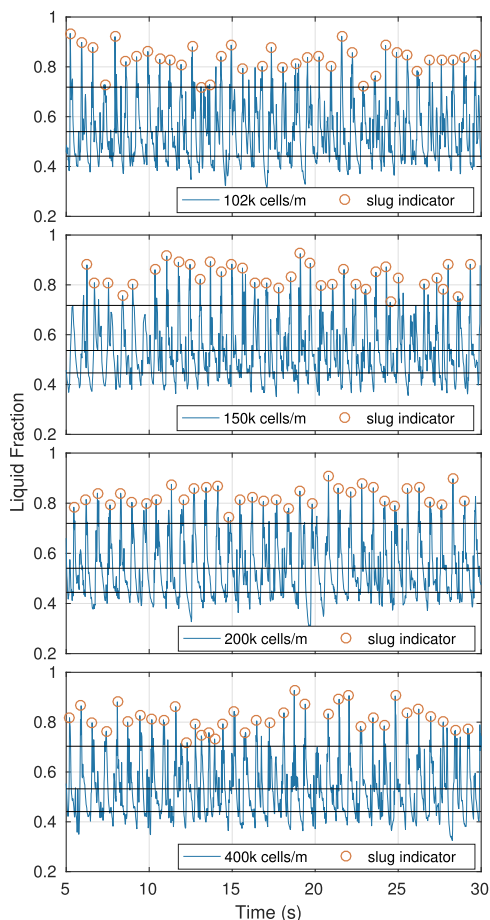 1
0.8
0.6
0.4
0.2
102k cells/m slug indicator
1
0.8
0.6
0.4
0.2
150k cells/m slug indicator
Liquid Fraction
1
0.8
0.6
0.4
0.2
200k cells/m slug indicator
1
0.8
0.6
0.4
0.2
400k cells/m slug indicator
5 10 15 20 25 30
Time (s)